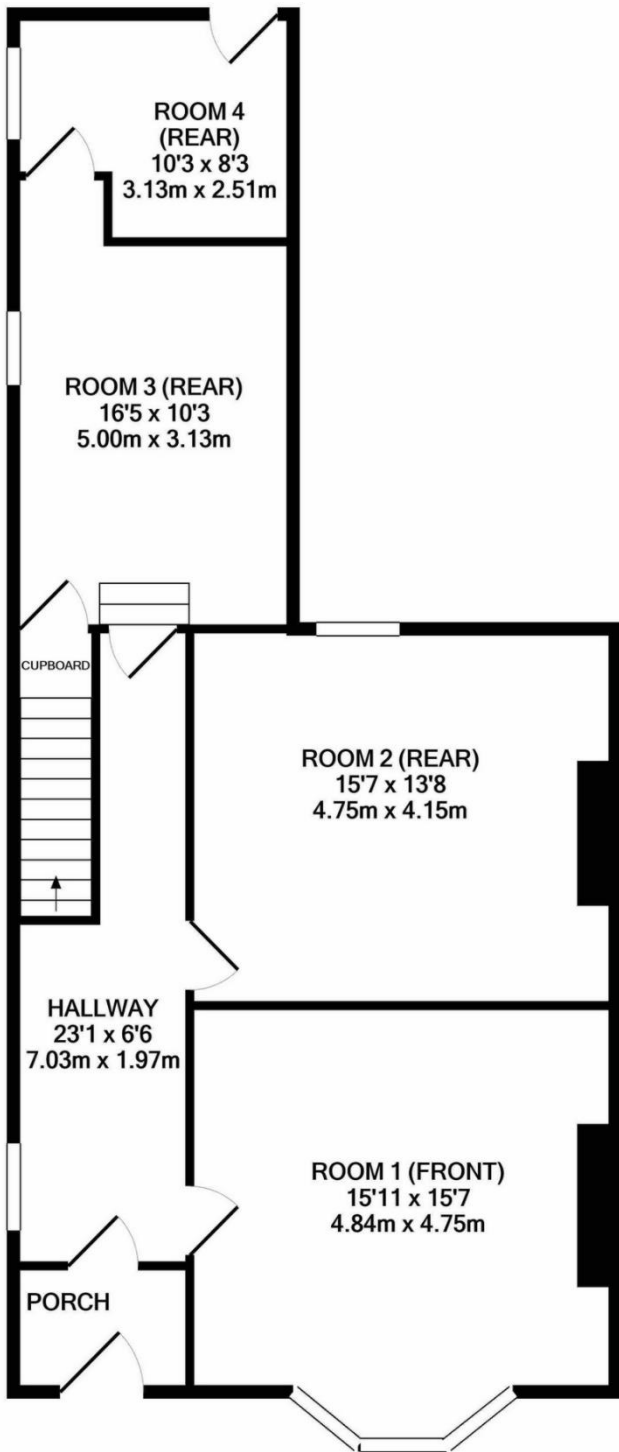 ROOM 4
(REAR)
10'3 x 8'3
3.13m x 2.51m
ROOM 3 (REAR)
16'5 x 10'3
5.00m x 3.13m
CUPBOARD
ROOM 2 (REAR)
15'7 x 13'8
4.75m x 4.15m
HALLWAY
23'1 x 6'6
7.03m x 1.97m
ROOM 1 (FRONT)
15'11 x 15'7
4.84m x 4.75m
PORCH